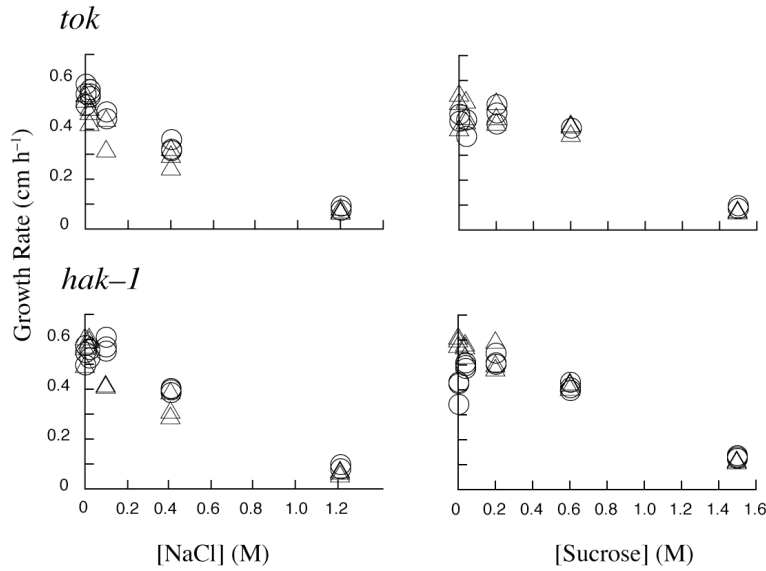 tok
0.6
0.4
0.2
0
Growth Rate (cm h⁻¹)
hak–1
0.6
0.4
0.2
0
0 0.2 0.4 0.6 0.8 1.0 1.2
0 0.2 0.4 0.6 0.8 1.0 1.2 1.4 1.6
[NaCl] (M)
[Sucrose] (M)